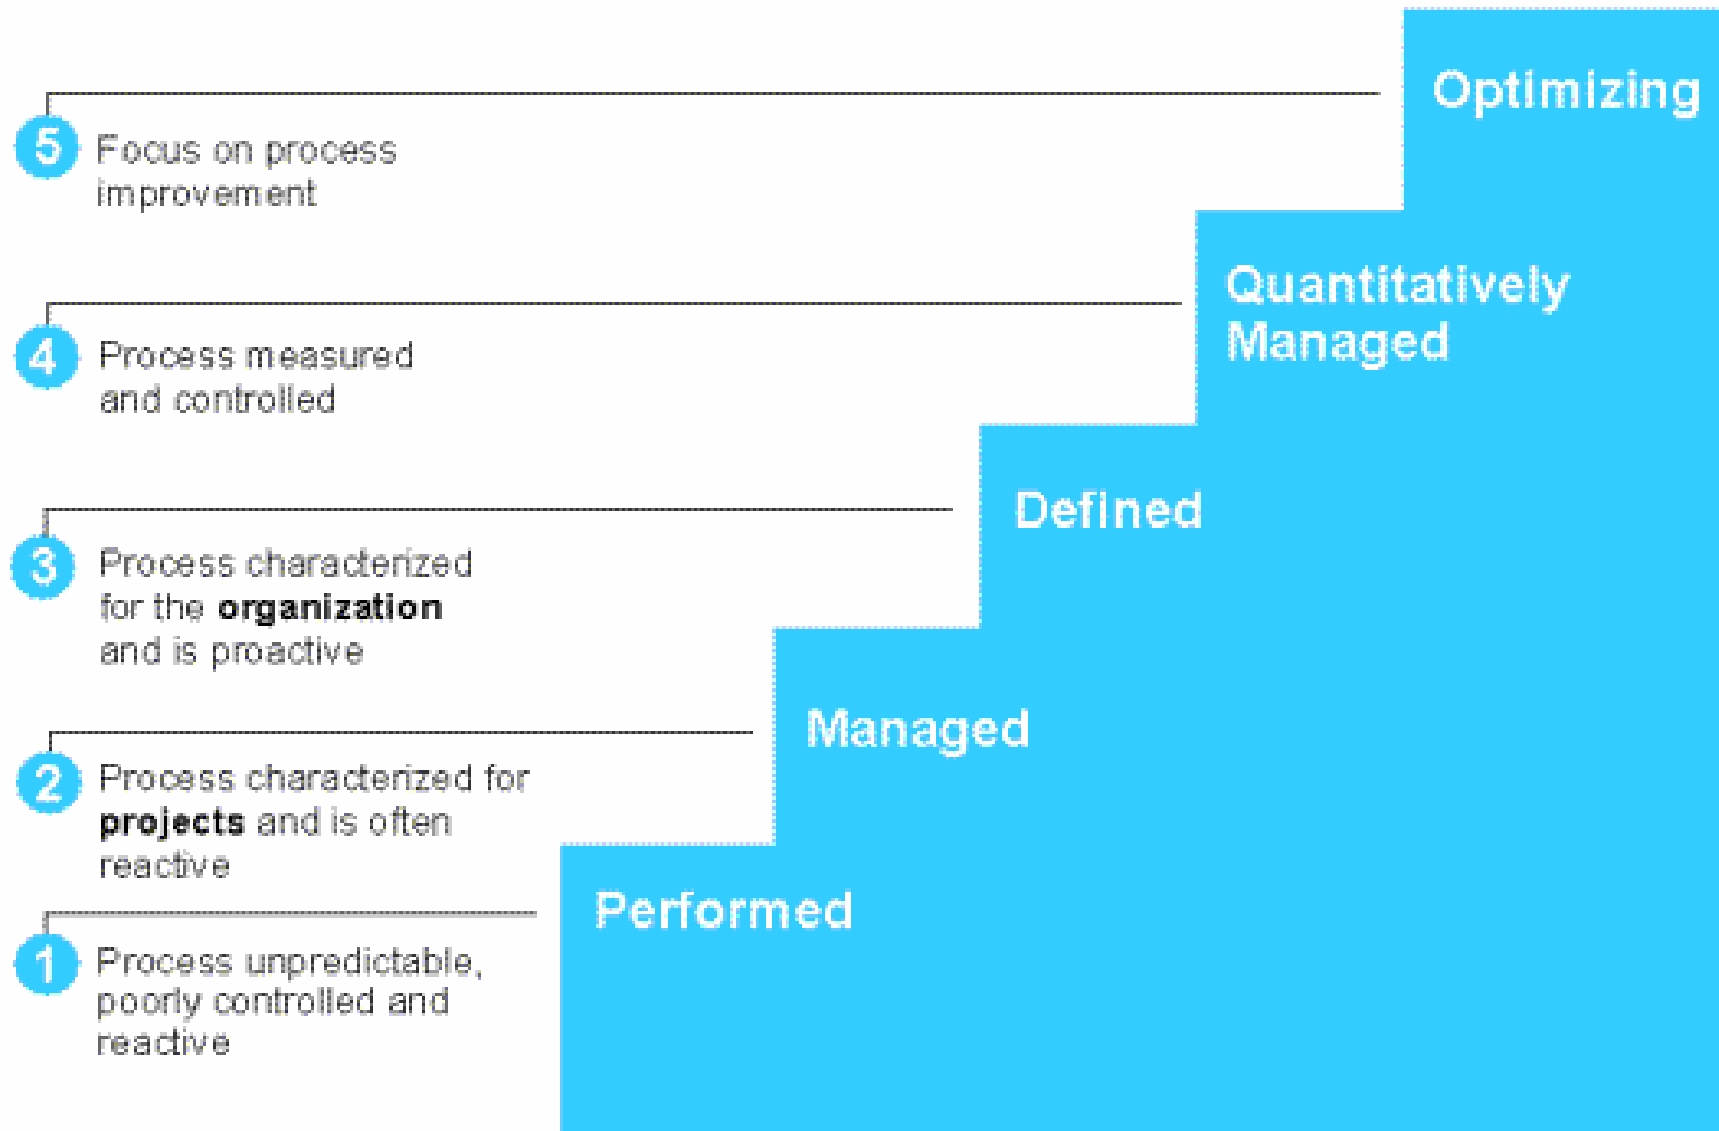 Optimizing
5
Focus on process
improvement
Quantitatively
Managed
4
Process measured
and controlled
Defined
3
Process characterized
for the organization
and is proactive
Managed
2
Process characterized for
projects and is often
reactive
Performed
1
Process unpredictable,
poorly controlled and
reactive